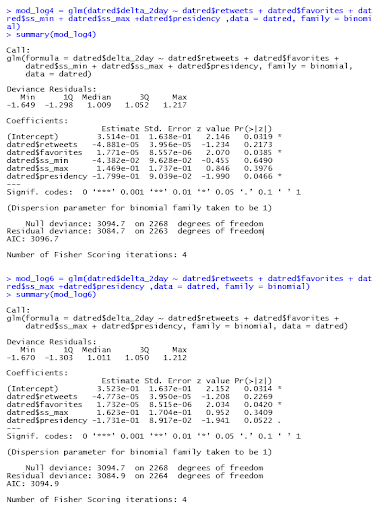 > mod_log4 = glm(datred$delta_2day ~ datred$retweets + datred$favorites + dat
red$ss_min + datred$ss_max +datred$presidency ,data = datred, family = binomi
al)
> summary(mod_log4)
Call:
glm(formula = datred$delta_2day ~ datred$retweets + datred$favorites +
datred$ss_min + datred$ss_max + datred$presidency, family = binomial,
data = datred)
Deviance Residuals:
Min 1Q Median 3Q Max
-1.649 -1.298 1.009 1.052 1.217
Coefficients:
Estimate Std. Error z value Pr(>|z|)
(Intercept) 3.514e-01 1.638e-01 2.146 0.0319 *
datred$retweets -4.881e-05 3.956e-05 -1.234 0.2173
datred$favorites 1.771e-05 8.557e-06 2.070 0.0385 *
datred$ss_min -4.382e-02 9.628e-02 -0.455 0.6490
datred$ss_max 1.469e-01 1.737e-01 0.846 0.3976
datred$presidency -1.799e-01 9.039e-02 -1.990 0.0466 *
---
Signif. codes: 0 '***' 0.001 '**' 0.01 '*' 0.05 '.' 0.1 ' ' 1
(Dispersion parameter for binomial family taken to be 1)
Null deviance: 3094.7 on 2268 degrees of freedom
Residual deviance: 3084.7 on 2263 degrees of freedom
AIC: 3096.7
Number of Fisher Scoring iterations: 4
> mod_log6 = glm(datred$delta_2day ~ datred$retweets + datred$favorites + dat
red$ss_max +datred$presidency ,data = datred, family = binomial)
> summary(mod_log6)
Call:
glm(formula = datred$delta_2day ~ datred$retweets + datred$favorites +
datred$ss_max + datred$presidency, family = binomial, data = datred)
Deviance Residuals:
Min 1Q Median 3Q Max
-1.670 -1.303 1.011 1.050 1.212
Coefficients:
Estimate Std. Error z value Pr(>|z|)
(Intercept) 3.523e-01 1.637e-01 2.152 0.0314 *
datred$retweets -4.773e-05 3.950e-05 -1.208 0.2269
datred$favorites 1.732e-05 8.515e-06 2.034 0.0420 *
datred$ss_max 1.623e-01 1.704e-01 0.952 0.3409
datred$presidency -1.731e-01 8.917e-02 -1.941 0.0522 .
---
Signif. codes: 0 '***' 0.001 '**' 0.01 '*' 0.05 '.' 0.1 ' ' 1
(Dispersion parameter for binomial family taken to be 1)
Null deviance: 3094.7 on 2268 degrees of freedom
Residual deviance: 3084.9 on 2264 degrees of freedom
AIC: 3094.9
Number of Fisher Scoring iterations: 4